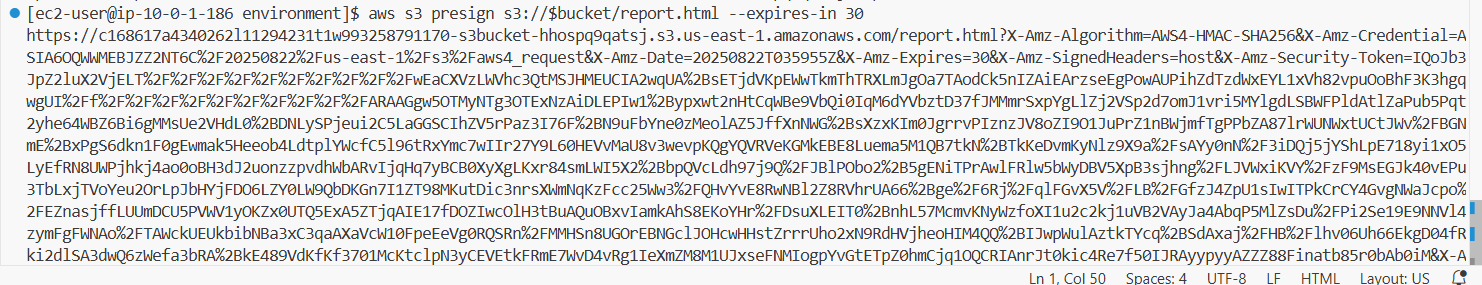 [ec2-user@ip-10-0-1-186 environment]$ aws s3 presign s3://$bucket/report.html --expires-in 30
https://c168617a4340262l11294231t1w993258791170-s3bucket-hhospq9qatsj.s3.us-east-1.amazonaws.com/report.html?X-Amz-Algorithm=AWS4-HMAC-SHA256&X-Amz-Credential=A
SIA6OQWWMEBJZZ2NT6C%2F20250822%2Fus-east-1%2Fs3%2Faws4_request&X-Amz-Date=20250822T035955Z&X-Amz-Expires=30&X-Amz-SignedHeaders=host&X-Amz-Security-Token=IQoJb3
JpZ2luX2VjELT%2F%2F%2F%2F%2F%2F%2F%2F%2F%2FwEaCXVzLWVhc3QtMSJHMEUCIA2wqUA%2BsETjdVKpEWwTkmThTRXLmJgOa7TAodCk5nIZAiEArzseEgPowAUPihZdTzdWxEYL1xVh82vpuOoBhF3K3hgq
wgUI%2Ff%2F%2F%2F%2F%2F%2F%2F%2F%2F%2FARAAGgw5OTMyNTg3OTExNzAiDLEPIw1%2Bypxwt2nHtCqWBe9VbQi0IqM6dYVbztD37fJMMmrSxpYgLlZj2VSp2d7omJ1vri5MYlgdLSBWFPldAtlZaPub5Pqt
2yhe64WBZ6Bi6gMMsUe2VHdL0%2BDNLySPjeui2C5LaGGSCIhZV5rPaz3I76F%2BN9uFbYne0zMeolAZ5JffXnNWG%2BsXzxKIm0JgrrvPIznzJV8oZI9O1JuPrZ1nBWjmfTgPPbZA87lrWUNWxtUCtJWv%2FBGN
mE%2BxPgS6dkn1F0gEwmak5Heeob4LdtplYWcfC5l96tRxYmc7wIIr27Y9L60HEVvMaU8v3wevpKQgYQVRVeKGMkEBE8Luema5M1QB7tkN%2BTkKeDvmKyNlz9X9a%2FsAYy0nN%2F3iDQj5jYShLpE718yi1xO5
LyEfRN8UWPjhkj4ao0oBH3dJ2uonzzpvdhWbARvIjqHq7yBCB0XyXgLKxr84smLWI5X2%2BbpQVcLdh97j9Q%2FJBlPObo2%2B5gENiTPrAwlFRlw5bWyDBV5XpB3sjhng%2FLJVWxiKVY%2FzF9MsEGJk40vEPu
3TbLxjTVoYeu2OrLpJbHYjFDO6LZY0LW9QbDKGn7I1ZT98MKutDic3nrsXWmNqKzFcc25Ww3%2FQHvYvE8RwNBl2Z8RVhrUA66%2Bge%2F6Rj%2FqlFGvX5V%2FLB%2FGfzJ4ZpU1sIwITPkCrCY4GvgNWaJcpo%
2FEZnasjffLUUmDCU5PVWV1yOKZx0UTQ5ExA5ZTjqAIE17fDOZIwcOlH3tBuAQuOBxvIamkAhS8EKoYHr%2FDsuXLEIT0%2BnhL57McmvKNyWzfoXI1u2c2kj1uVB2VAyJa4AbqP5MlZsDu%2FPi2Se19E9NNVl4
zymFgFWNAo%2FTAWckUEUkbibNBa3xC3qaAXaVcW10FpeEeVg0RQSRn%2FMMHSn8UGOrEBNGclJOHcwHHstZrrrUho2xN9RdHVjheoHIM4QQ%2BIJwpWulAztkTYcq%2BSdAxaj%2FHB%2Flhv06Uh66EkgD04fR
ki2dlSA3dwQ6zWefa3bRA%2BkE489VdKfKf3701McKtclpN3yCEVEtkFRmE7WvD4vRg1IeXmZM8M1UJxseFNMIogpYvGtETpZ0hmCjq1OQCRIAnrJt0kic4Re7f50IJRAyypyyAZZZ88Finatb85r0bAb0iM&X-A
Ln 1, Col 50 Spaces: 4 UTF-8 LF HTML Layout: US